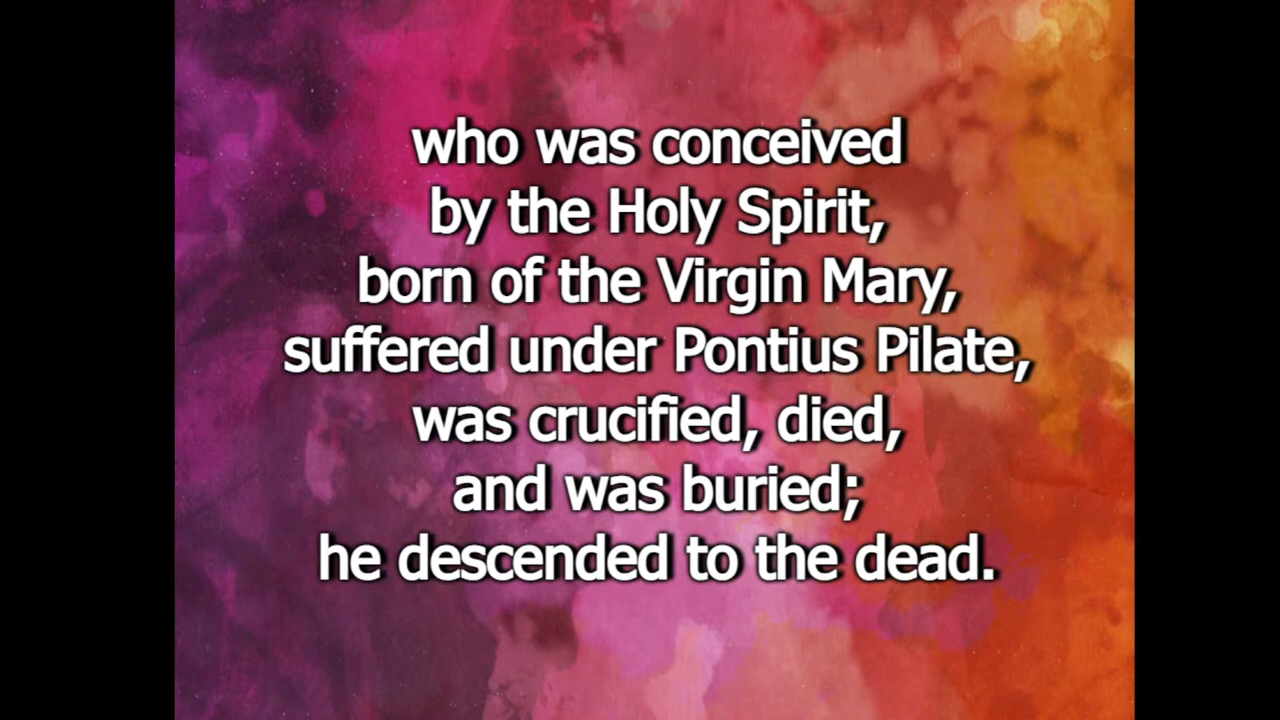 who was conceived
by the Holy Spirit,
born of the Virgin Mary,
suffered under Pontius Pilate,
was crucified, died,
and was buried;
he descended to the dead.